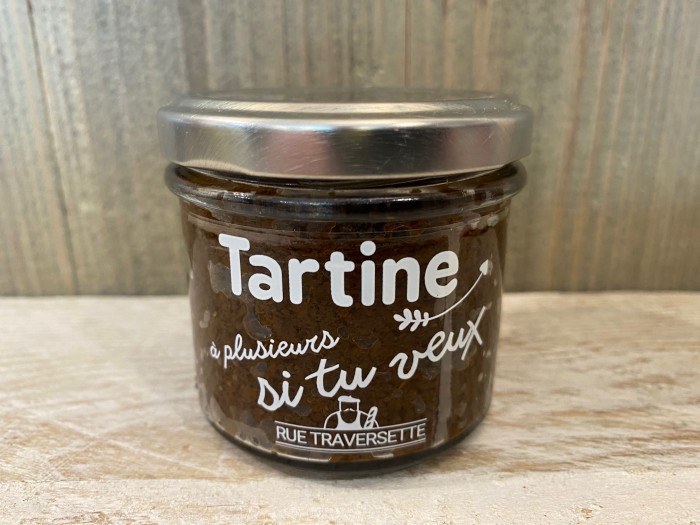 Tartine
à plusieurs
si tu veux
RUE TRAVERSETTE